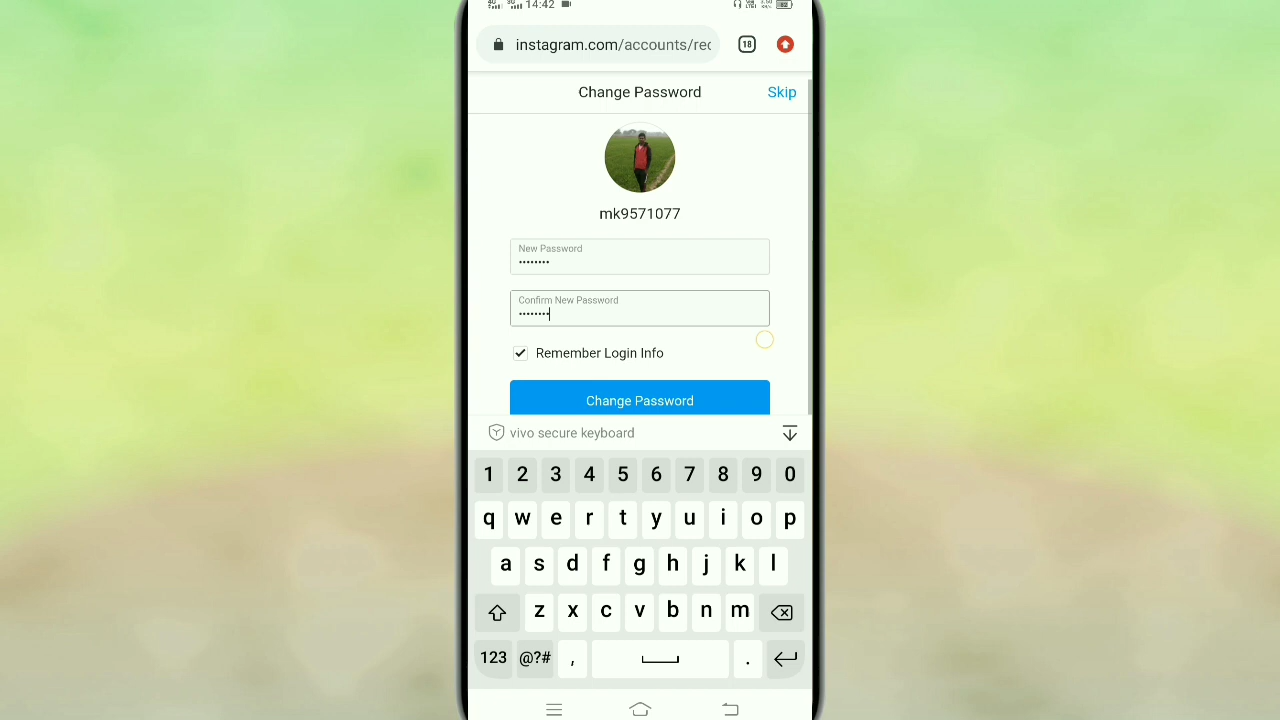 14:42
instagram.com/accounts/rec
18
Change Password
Skip
mk9571077
New Password
••••••••
Confirm New Password
••••••••
Remember Login Info
Change Password
vivo secure keyboard
1 2 3 4 5 6 7 8 9 0
q w e r t y u i o p
a s d f g h j k l
z x c v b n m
123 @?# , .